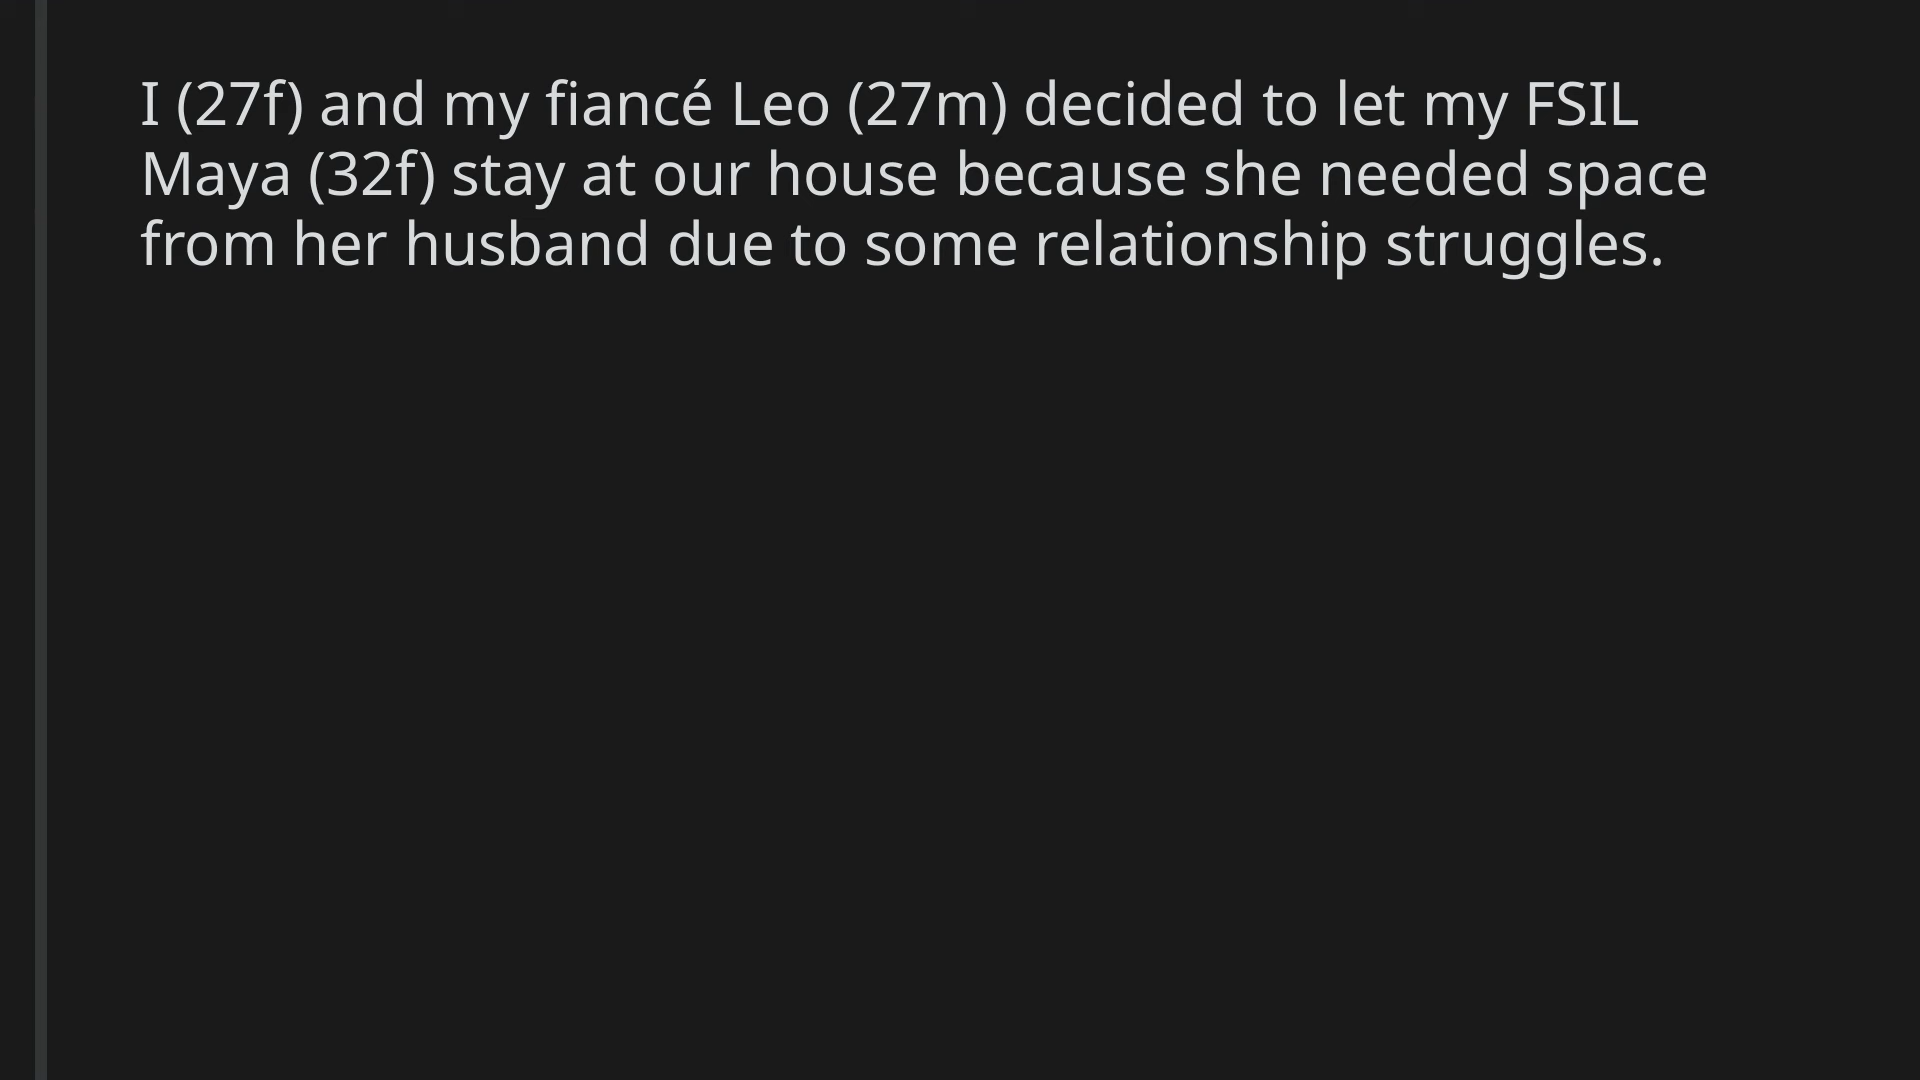 I (27f) and my fiancé Leo (27m) decided to let my FSIL
Maya (32f) stay at our house because she needed space
from her husband due to some relationship struggles.